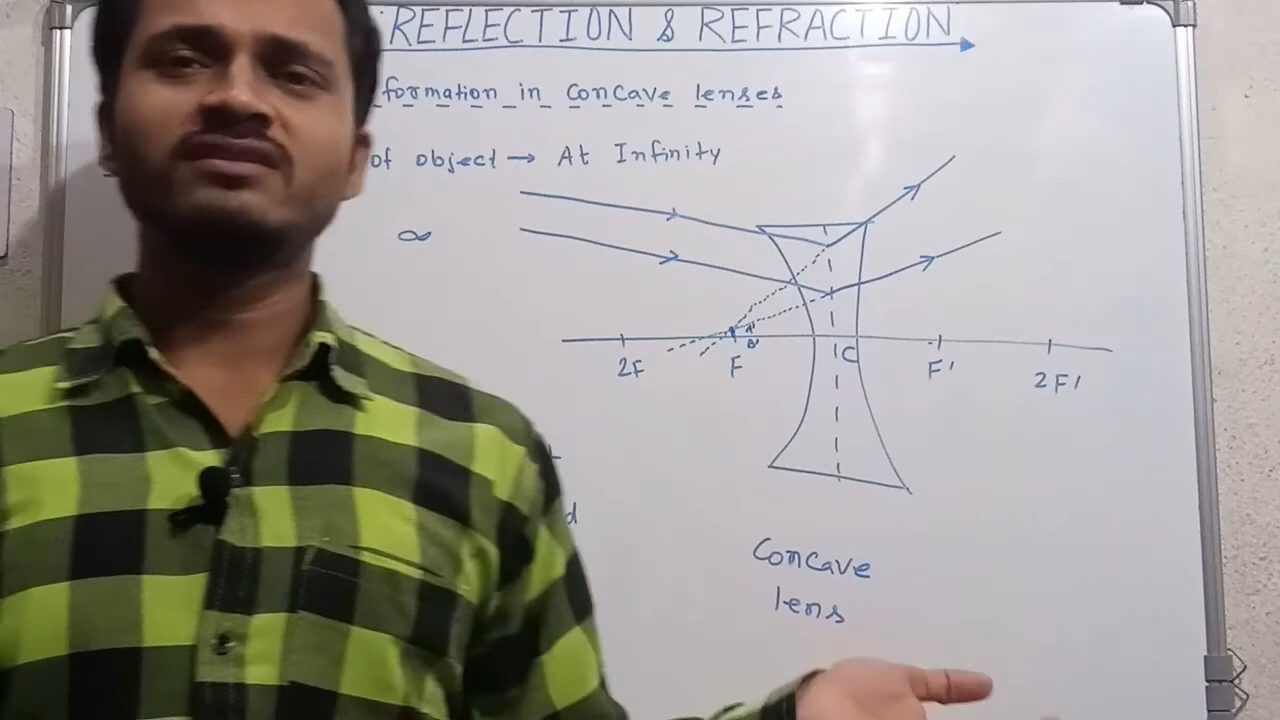 REFLECTION & REFRACTION
formation in concave lenses
of object → At Infinity
∞
2F F A' B' C F' 2F'
d
Concave
lens